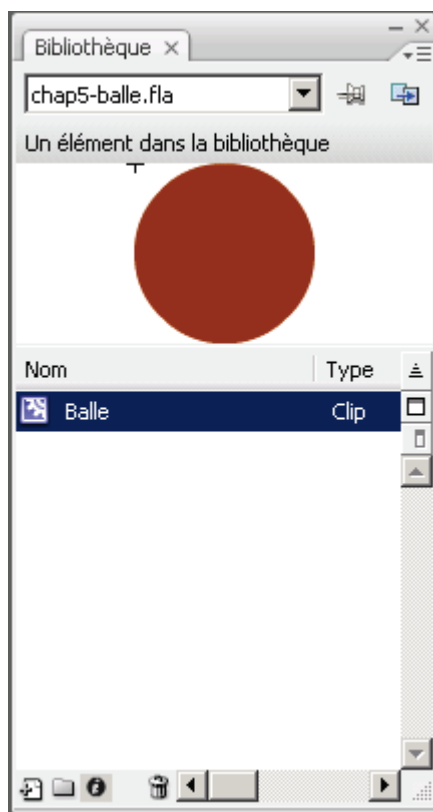 Bibliothèque
chap5-balle.fla
Un élément dans la bibliothèque
Nom Type
Balle Clip